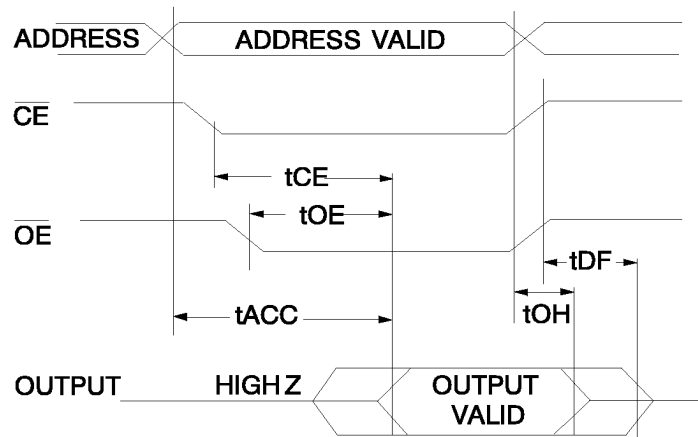 ADDRESS
ADDRESS VALID
CE
tCE
tOE
OE
tDF
tACC
tOH
OUTPUT
HIGH Z
OUTPUT
VALID